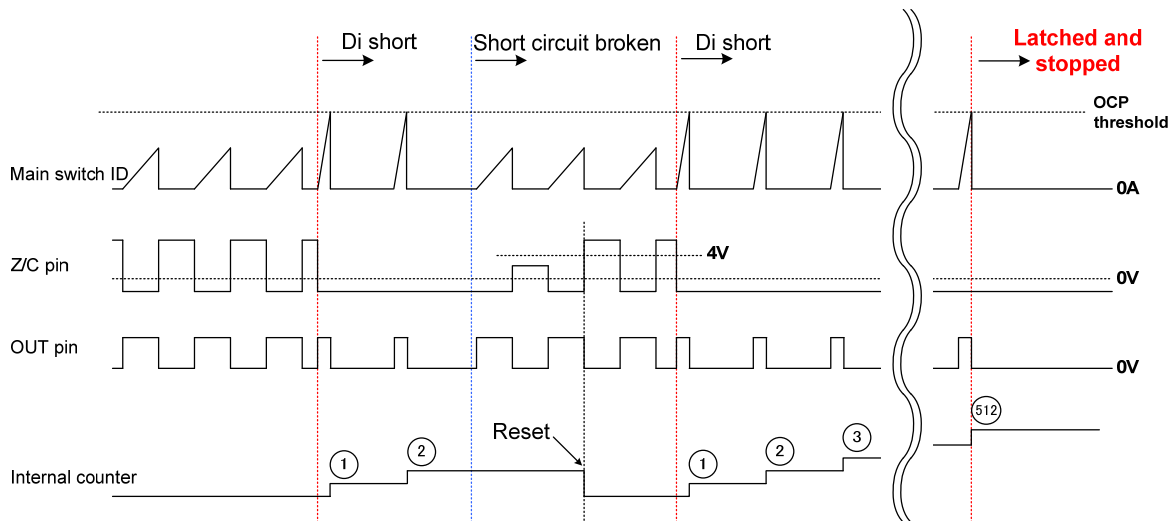 Di short
Short circuit broken
Di short
Latched and
stopped
OCP
threshold
Main switch ID
0A
Z/C pin
4V
0V
OUT pin
0V
Reset
Internal counter
1
2
1
2
3
512